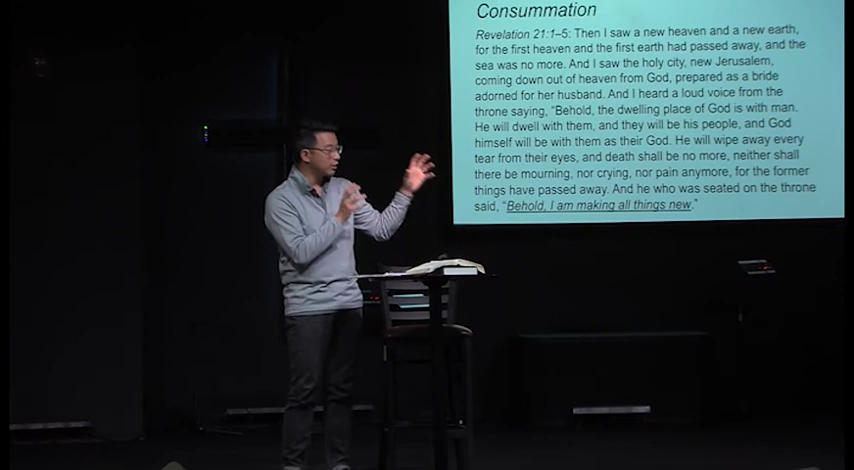 Consummation
Revelation 21:1–5: Then I saw a new heaven and a new earth,
for the first heaven and the first earth had passed away, and the
sea was no more. And I saw the holy city, new Jerusalem,
coming down out of heaven from God, prepared as a bride
adorned for her husband. And I heard a loud voice from the
throne saying, “Behold, the dwelling place of God is with man.
He will dwell with them, and they will be his people, and God
himself will be with them as their God. He will wipe away every
tear from their eyes, and death shall be no more, neither shall
there be mourning, nor crying, nor pain anymore, for the former
things have passed away. And he who was seated on the throne
said, “Behold, I am making all things new.”